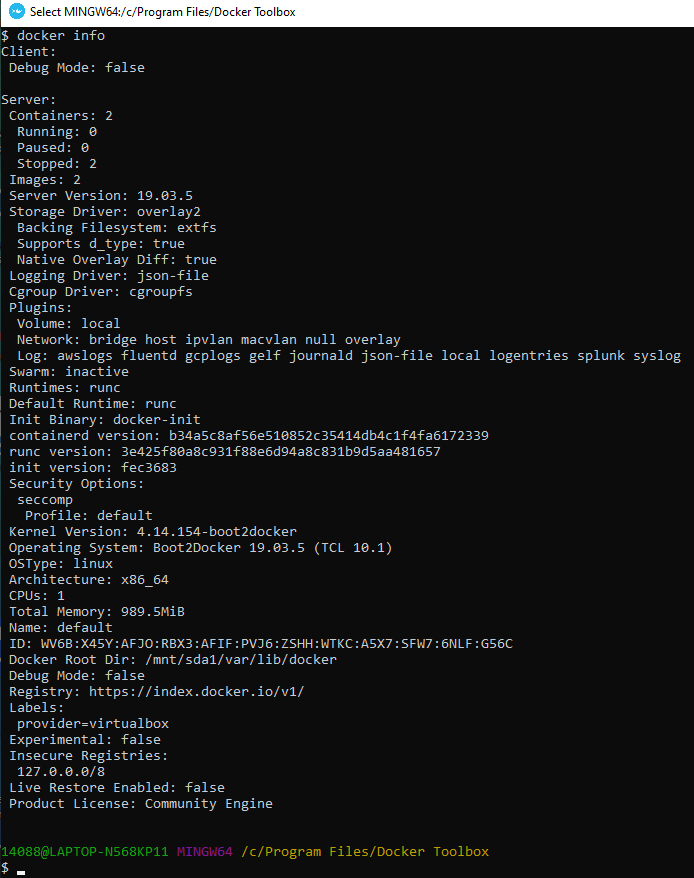 Select MINGW64:/c/Program Files/Docker Toolbox
$ docker info
Client:
 Debug Mode: false

Server:
 Containers: 2
  Running: 0
  Paused: 0
  Stopped: 2
 Images: 2
 Server Version: 19.03.5
 Storage Driver: overlay2
  Backing Filesystem: extfs
  Supports d_type: true
  Native Overlay Diff: true
 Logging Driver: json-file
 Cgroup Driver: cgroupfs
 Plugins:
  Volume: local
  Network: bridge host ipvlan macvlan null overlay
  Log: awslogs fluentd gcplogs gelf journald json-file local logentries splunk syslog
 Swarm: inactive
 Runtimes: runc
 Default Runtime: runc
 Init Binary: docker-init
 containerd version: b34a5c8af56e510852c35414db4c1f4fa6172339
 runc version: 3e425f80a8c931f88e6d94a8c831b9d5aa481657
 init version: fec3683
 Security Options:
  seccomp
   Profile: default
 Kernel Version: 4.14.154-boot2docker
 Operating System: Boot2Docker 19.03.5 (TCL 10.1)
 OSType: linux
 Architecture: x86_64
 CPUs: 1
 Total Memory: 989.5MiB
 Name: default
 ID: WV6B:X45Y:AFJO:RBX3:AFIF:PVJ6:ZSHH:WTKC:A5X7:SFW7:6NLF:G56C
 Docker Root Dir: /mnt/sda1/var/lib/docker
 Debug Mode: false
 Registry: https://index.docker.io/v1/
 Labels:
  provider=virtualbox
 Experimental: false
 Insecure Registries:
  127.0.0.0/8
 Live Restore Enabled: false
 Product License: Community Engine

14088@LAPTOP-N568KP11 MINGW64 /c/Program Files/Docker Toolbox
$